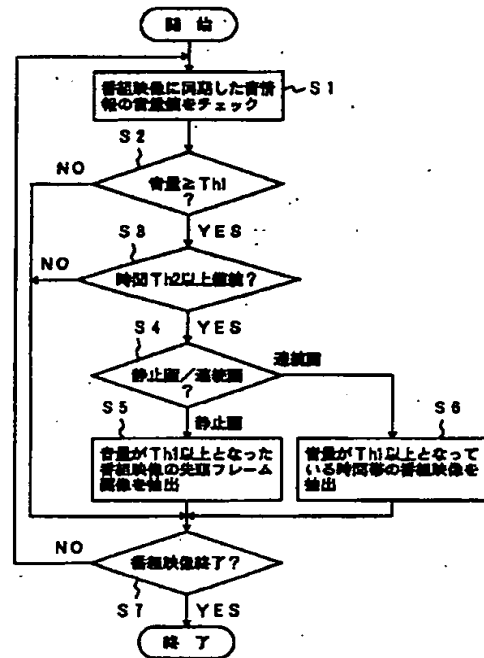 開始
番組映像に同期した音情
報の音量値をチェック
S1
S2
NO
音量≧Th1
?
YES
S3
NO
時間Th2以上継続?
YES
S4
静止画/連続画
?
連続画
静止画
S5
音量がTh1以上となった
番組映像の先頭フレーム
画像を抽出
S6
音量がTh1以上となって
いる時間帯の番組映像を
抽出
NO
番組映像終了?
S7
YES
終了